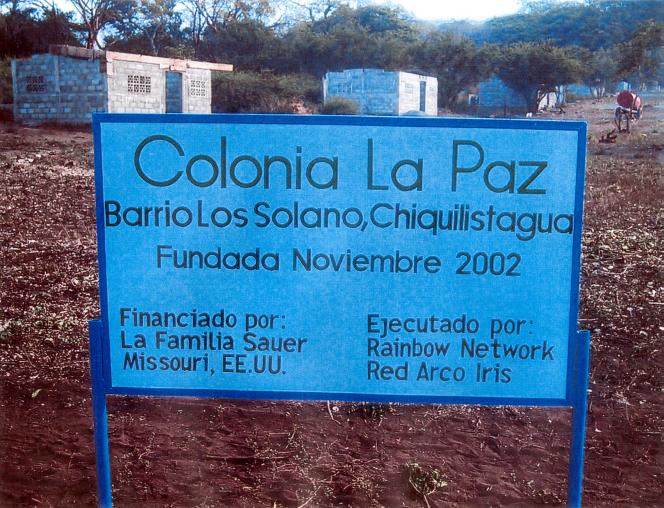 Colonia La Paz
Barrio Los Solano, Chiquilistagua
Fundada Noviembre 2002
Financiado por:
La Familia Sauer
Missouri, EE.UU.
Ejecutado por:
Rainbow Network
Red Arco Iris